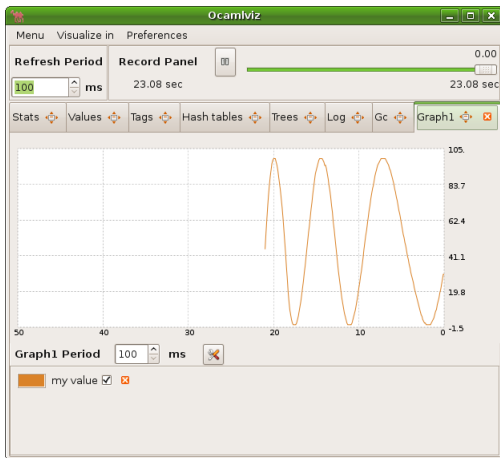 Ocamlviz
Menu Visualize in Preferences
Refresh Period Record Panel 0.00
100 ms 23.08 sec 23.08 sec
Stats Values Tags Hash tables Trees Log Gc Graph1
105.
83.7
62.4
41.1
19.8
-1.5
50 40 30 20 10 0
Graph1 Period 100 ms
my value